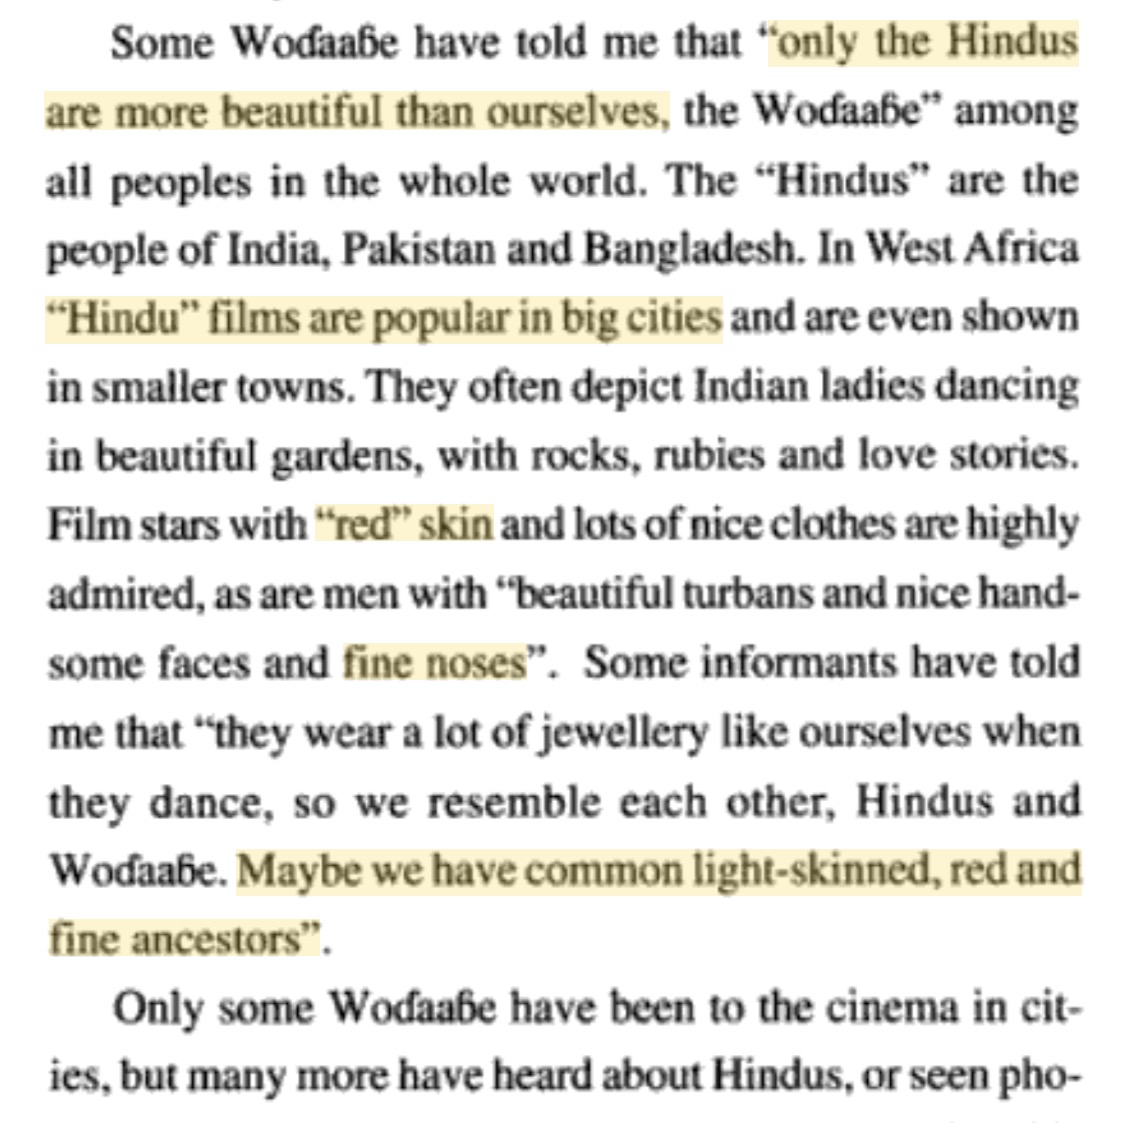 Some Woɗaaɓe have told me that “only the Hindus
are more beautiful than ourselves, the Woɗaaɓe” among
all peoples in the whole world. The “Hindus” are the
people of India, Pakistan and Bangladesh. In West Africa
“Hindu” films are popular in big cities and are even shown
in smaller towns. They often depict Indian ladies dancing
in beautiful gardens, with rocks, rubies and love stories.
Film stars with “red” skin and lots of nice clothes are highly
admired, as are men with “beautiful turbans and nice hand-
some faces and fine noses”. Some informants have told
me that “they wear a lot of jewellery like ourselves when
they dance, so we resemble each other, Hindus and
Woɗaaɓe. Maybe we have common light-skinned, red and
fine ancestors”.
Only some Woɗaaɓe have been to the cinema in cit-
ies, but many more have heard about Hindus, or seen pho-